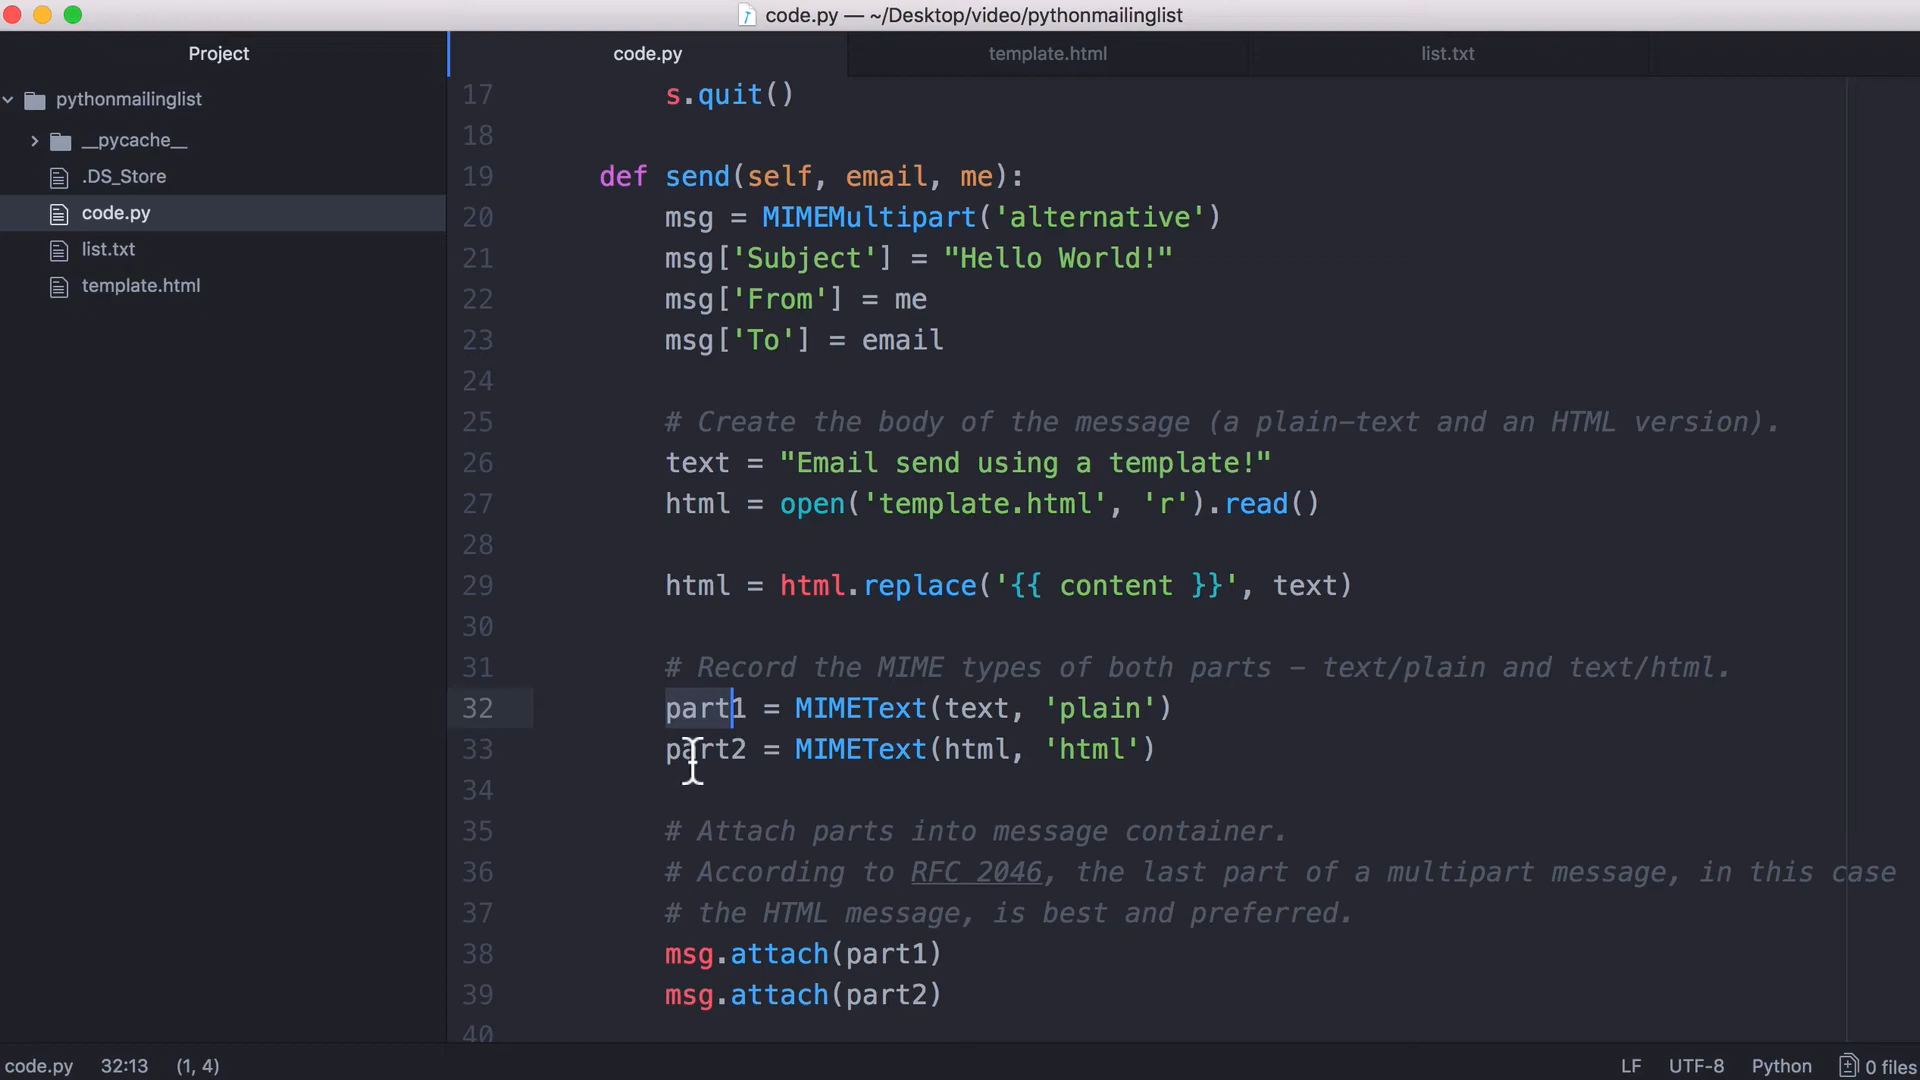 code.py — ~/Desktop/video/pythonmailinglist
Project
pythonmailinglist
__pycache__
.DS_Store
code.py
list.txt
template.html
code.py
template.html
list.txt
17 s.quit()
18
19 def send(self, email, me):
20 msg = MIMEMultipart('alternative')
21 msg['Subject'] = "Hello World!"
22 msg['From'] = me
23 msg['To'] = email
24
25 # Create the body of the message (a plain-text and an HTML version).
26 text = "Email send using a template!"
27 html = open('template.html', 'r').read()
28
29 html = html.replace('{{ content }}', text)
30
31 # Record the MIME types of both parts - text/plain and text/html.
32 part1 = MIMEText(text, 'plain')
33 part2 = MIMEText(html, 'html')
34
35 # Attach parts into message container.
36 # According to RFC 2046, the last part of a multipart message, in this case
37 # the HTML message, is best and preferred.
38 msg.attach(part1)
39 msg.attach(part2)
40
code.py 32:13 (1, 4)
LF UTF-8 Python 0 files